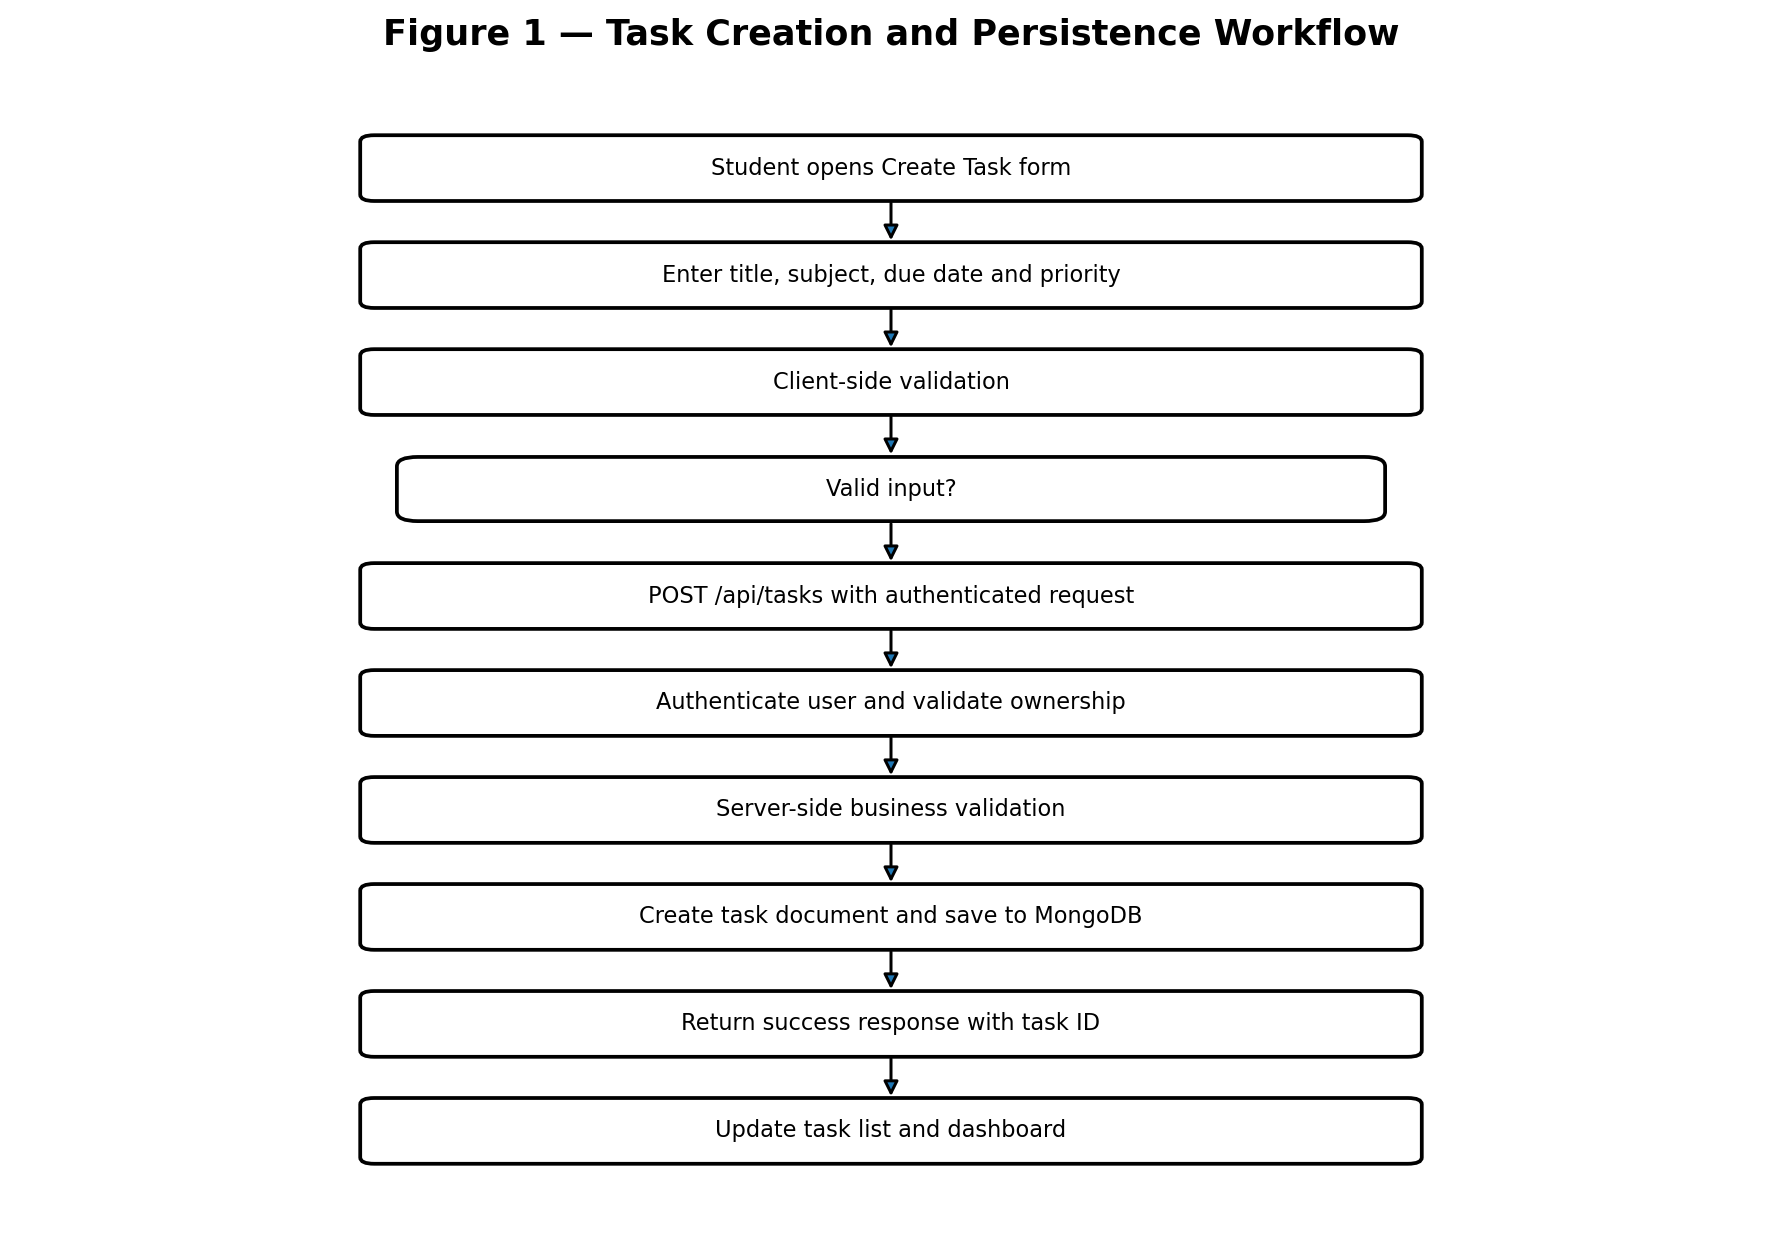 Figure 1 — Task Creation and Persistence Workflow
Student opens Create Task form
Enter title, subject, due date and priority
Client-side validation
Valid input?
POST /api/tasks with authenticated request
Authenticate user and validate ownership
Server-side business validation
Create task document and save to MongoDB
Return success response with task ID
Update task list and dashboard